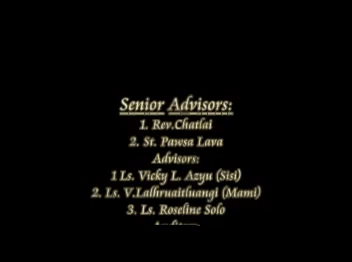 Senior Advisors:
1. Rev.Chatlai
2. St. Pawsa Lava
Advisors:
1 Ls. Vicky L. Azyu (Sisi)
2. Ls. V.Lalhruaitluangi (Mami)
3. Ls. Roseline Solo